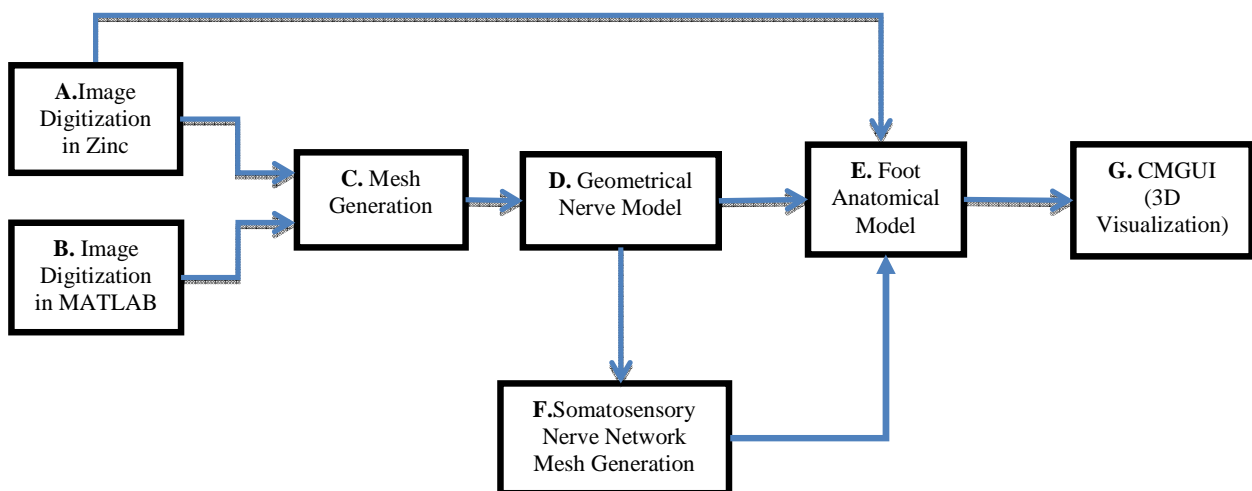 A.Image
Digitization
in Zinc
B. Image
Digitization
in MATLAB
C. Mesh
Generation
D. Geometrical
Nerve Model
E. Foot
Anatomical
Model
G. CMGUI
(3D
Visualization)
F.Somatosensory
Nerve Network
Mesh Generation